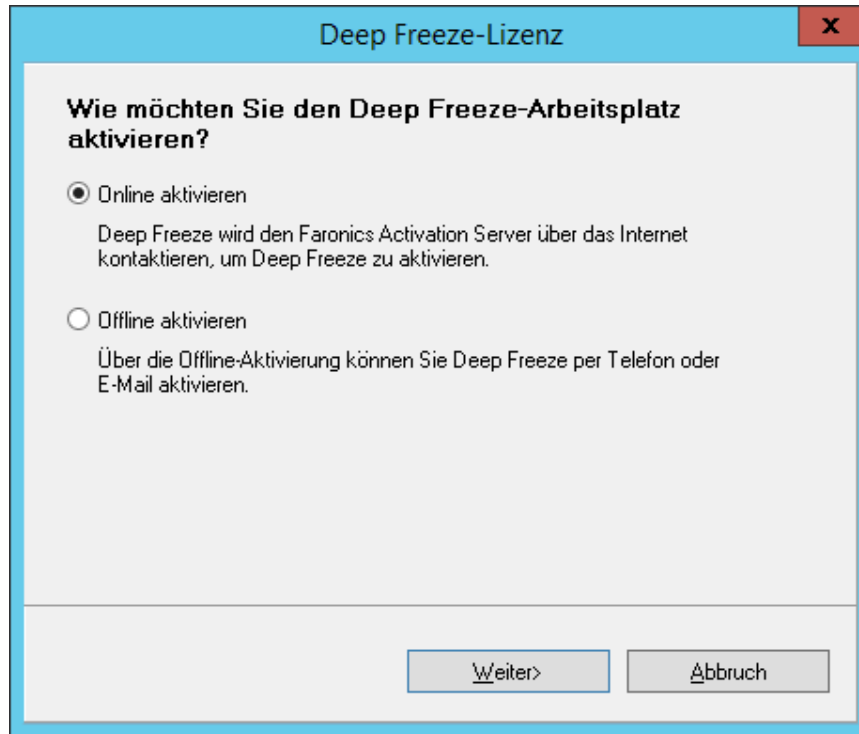 Deep Freeze-Lizenz
x
Wie möchten Sie den Deep Freeze-Arbeitsplatz
aktivieren?
Online aktivieren
Deep Freeze wird den Faronics Activation Server über das Internet
kontaktieren, um Deep Freeze zu aktivieren.
Offline aktivieren
Über die Offline-Aktivierung können Sie Deep Freeze per Telefon oder
E-Mail aktivieren.
Weiter>
Abbruch